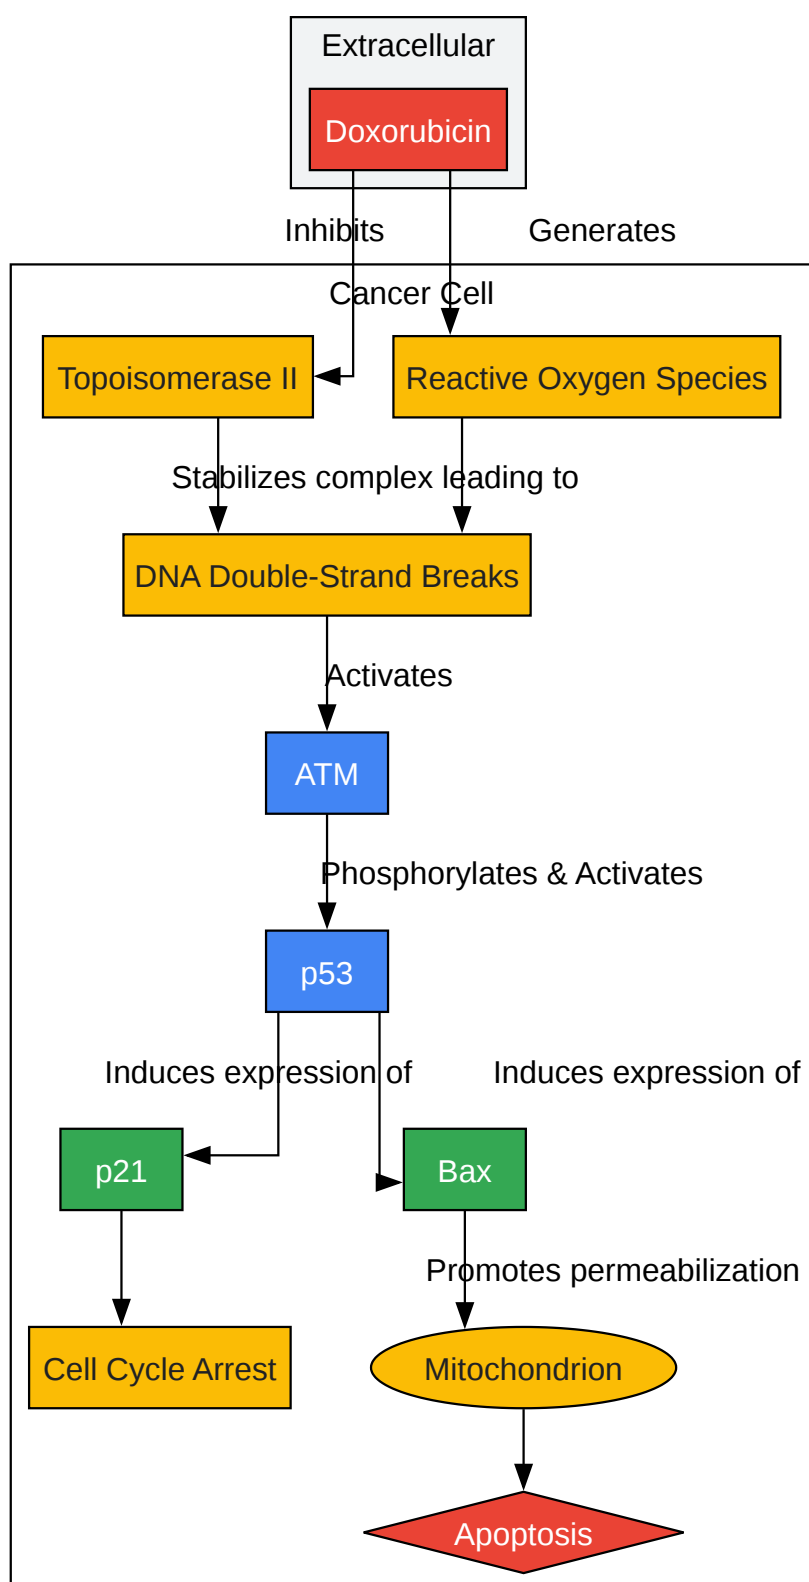 Extracellular
Doxorubicin
Inhibits
Generates
Cancer Cell
Topoisomerase II
Reactive Oxygen Species
Stabilizes complex leading to
DNA Double-Strand Breaks
Activates
ATM
Phosphorylates & Activates
p53
Induces expression of
Induces expression of
p21
Bax
Promotes permeabilization
Cell Cycle Arrest
Mitochondrion
Apoptosis